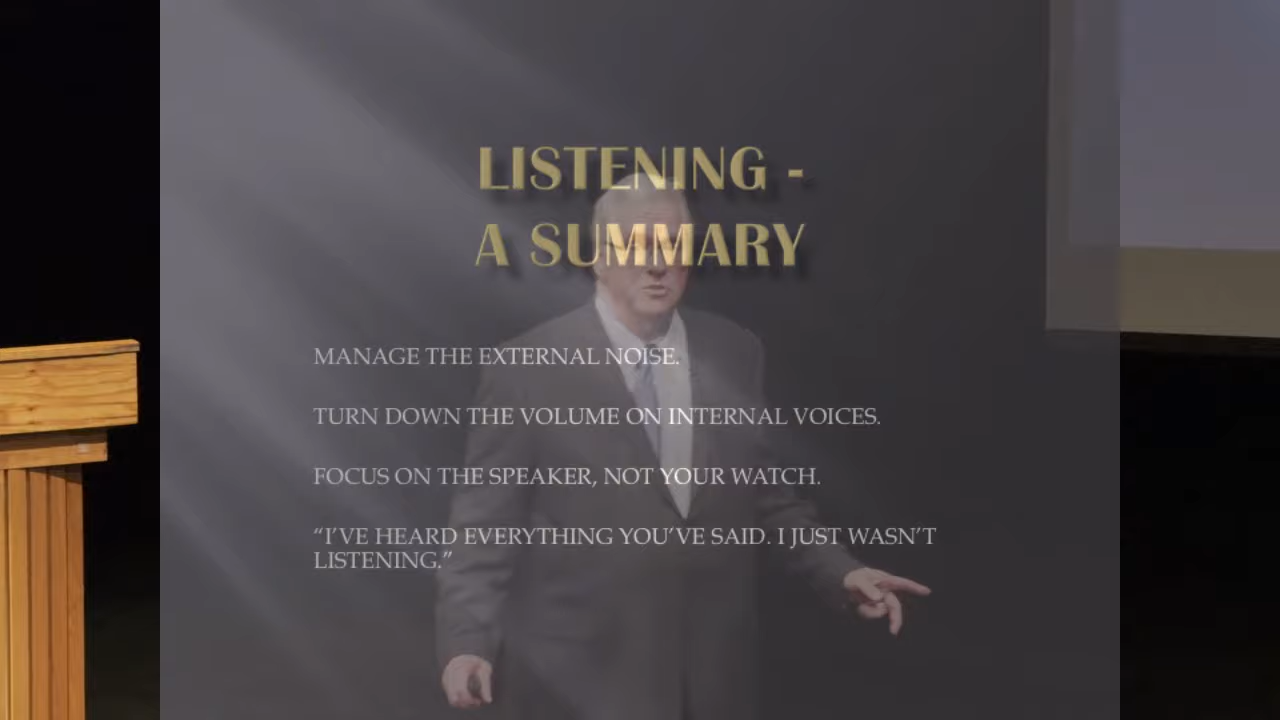 LISTENING -
A SUMMARY
MANAGE THE EXTERNAL NOISE.
TURN DOWN THE VOLUME ON INTERNAL VOICES.
FOCUS ON THE SPEAKER, NOT YOUR WATCH.
“I’VE HEARD EVERYTHING YOU’VE SAID. I JUST WASN’T
LISTENING.”